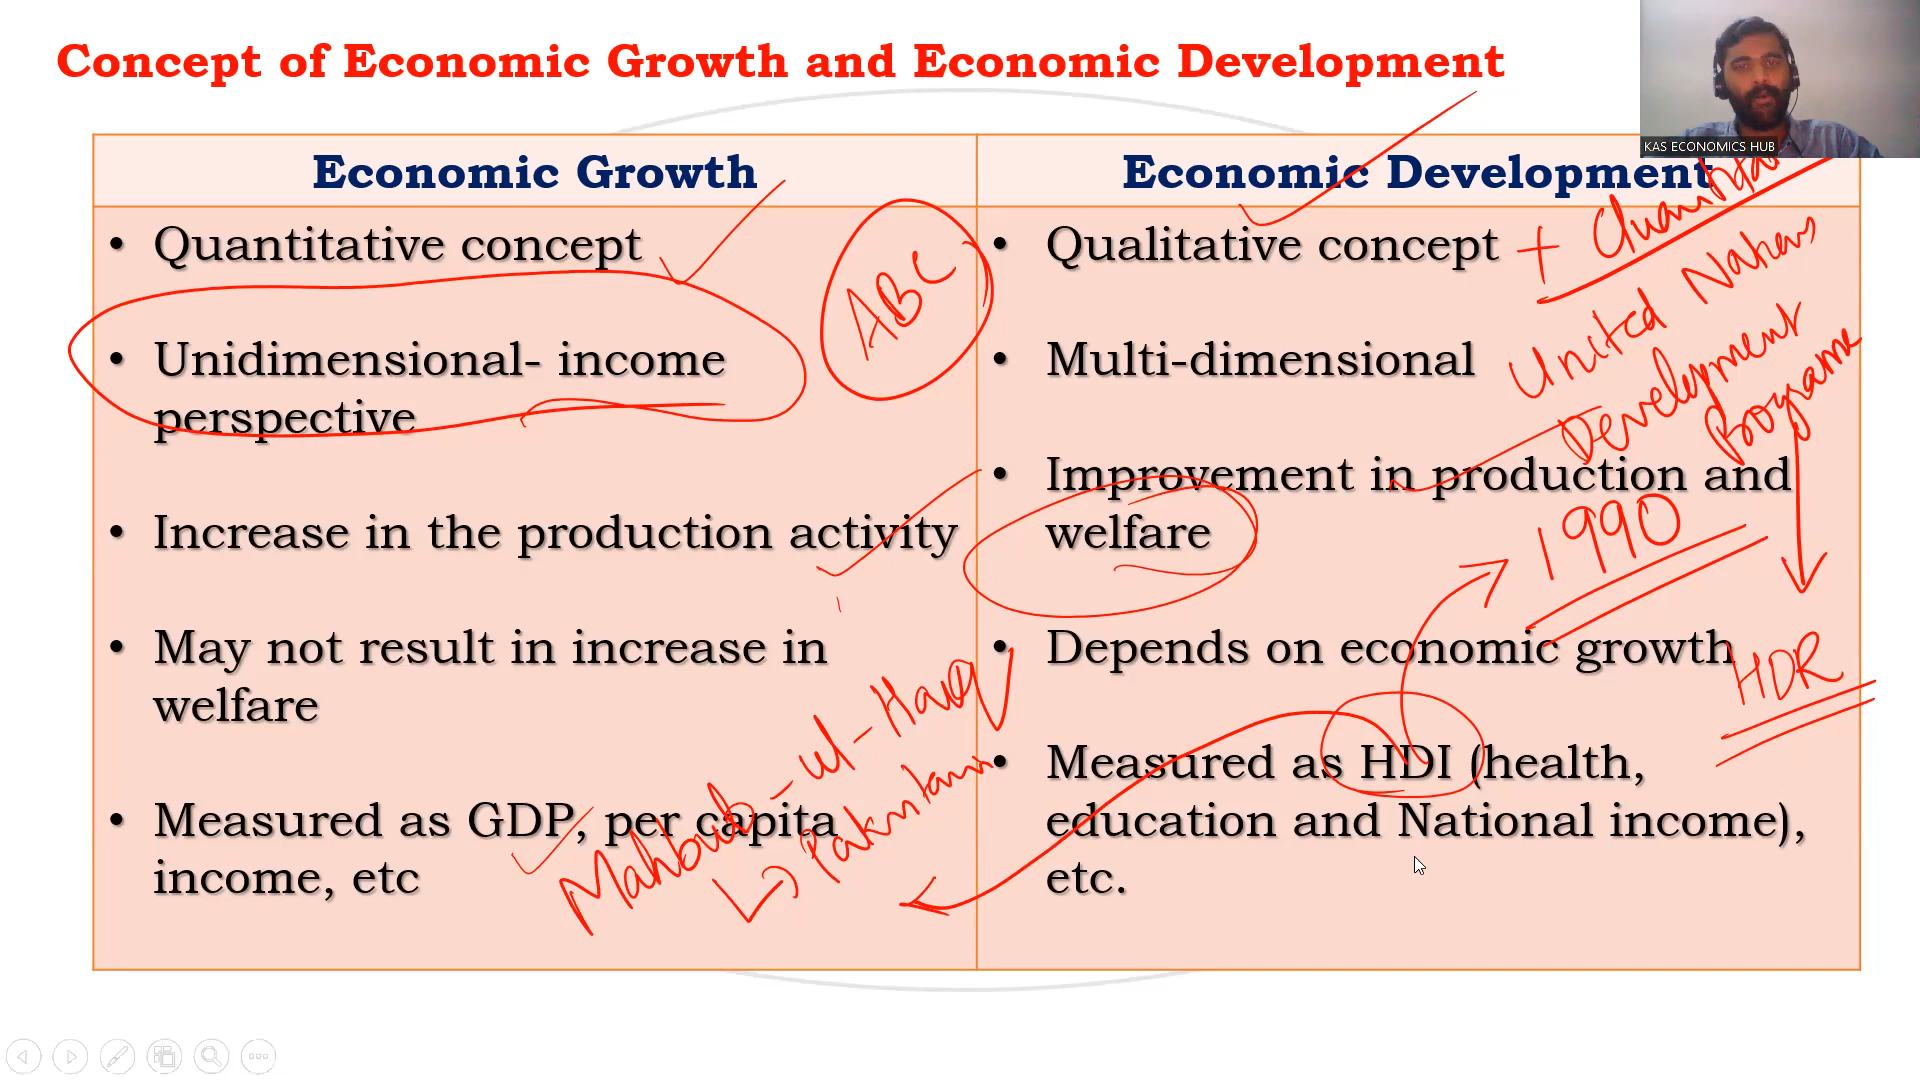 Concept of Economic Growth and Economic Development
KAS ECONOMICS HUB
Economic Growth
• Quantitative concept
• Unidimensional- income
perspective
• Increase in the production activity
• May not result in increase in
welfare
• Measured as GDP, per capita
income, etc
ABC
Mahbub-ul-Haq
Pakistani
Economic Development
• Qualitative concept
+
• Multi-dimensional
• Improvement in production and
welfare
• Depends on economic growth
• Measured as HDI (health,
education and National income),
etc.
United Nations
Development
Programme
1990
HDR